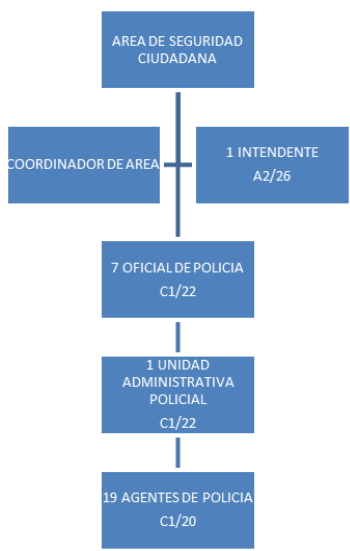 AREA DE SEGURIDAD
CIUDADANA
COORDINADOR DE AREA
1 INTENDENTE
A2/26
7 OFICIAL DE POLICIA
C1/22
1 UNIDAD
ADMINISTRATIVA
POLICIAL
C1/22
19 AGENTES DE POLICIA
C1/20